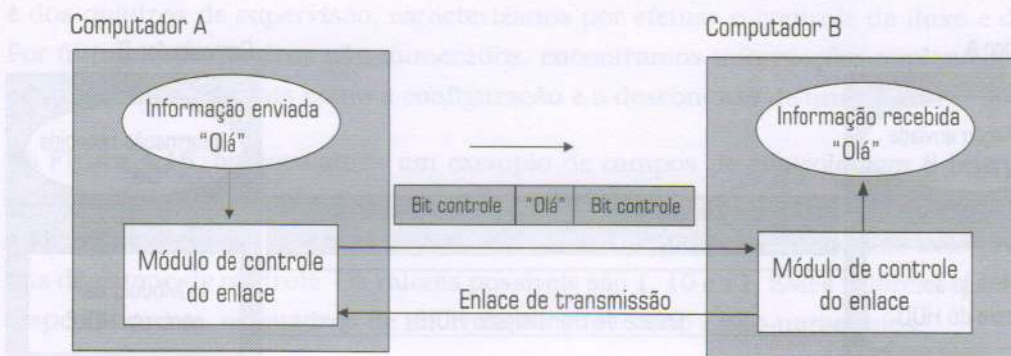 Computador A
Computador B
Informação enviada
"Olá"
Informação recebida
"Olá"
Bit controle "Olá" Bit controle
Módulo de controle
do enlace
Enlace de transmissão
Módulo de controle
do enlace